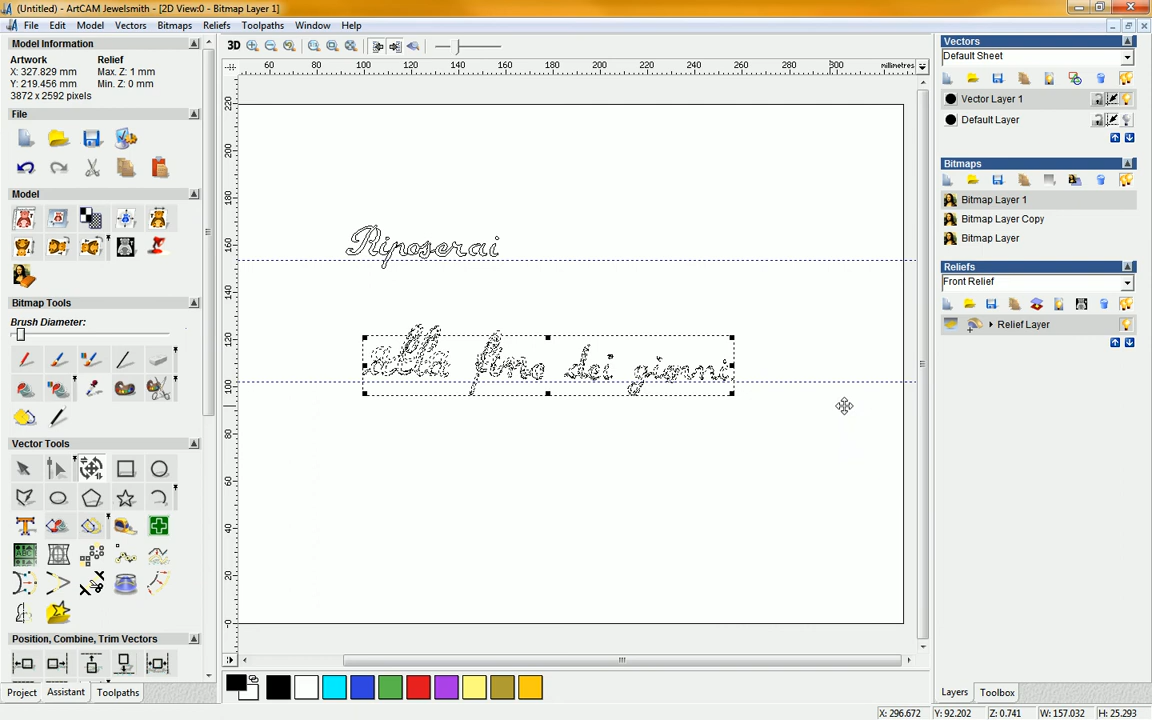 (Untitled) - ArtCAM Jewelsmith - [2D View:0 - Bitmap Layer 1]
File Edit Model Vectors Bitmaps Reliefs Toolpaths Window Help
Model Information
Artwork Relief
X: 327.829 mm Max. Z: 1 mm
Y: 219.456 mm Min. Z: 0 mm
3872 x 2592 pixels
File
Model
Bitmap Tools
Brush Diameter:
Vector Tools
Position, Combine, Trim Vectors
Project Assistant Toolpaths
3D
60 80 100 120 140 160 180 200 220 240 260 280 300 millimetres
220
200
180
160
140
120
100
80
60
40
20
-0
Riposerai
alla fino dei giorni
Vectors
Default Sheet
Vector Layer 1
Default Layer
Bitmaps
Bitmap Layer 1
Bitmap Layer Copy
Bitmap Layer
Reliefs
Front Relief
Relief Layer
Layers Toolbox
X: 296.672 Y: 92.202 Z: 0.741 W: 157.032 H: 25.293